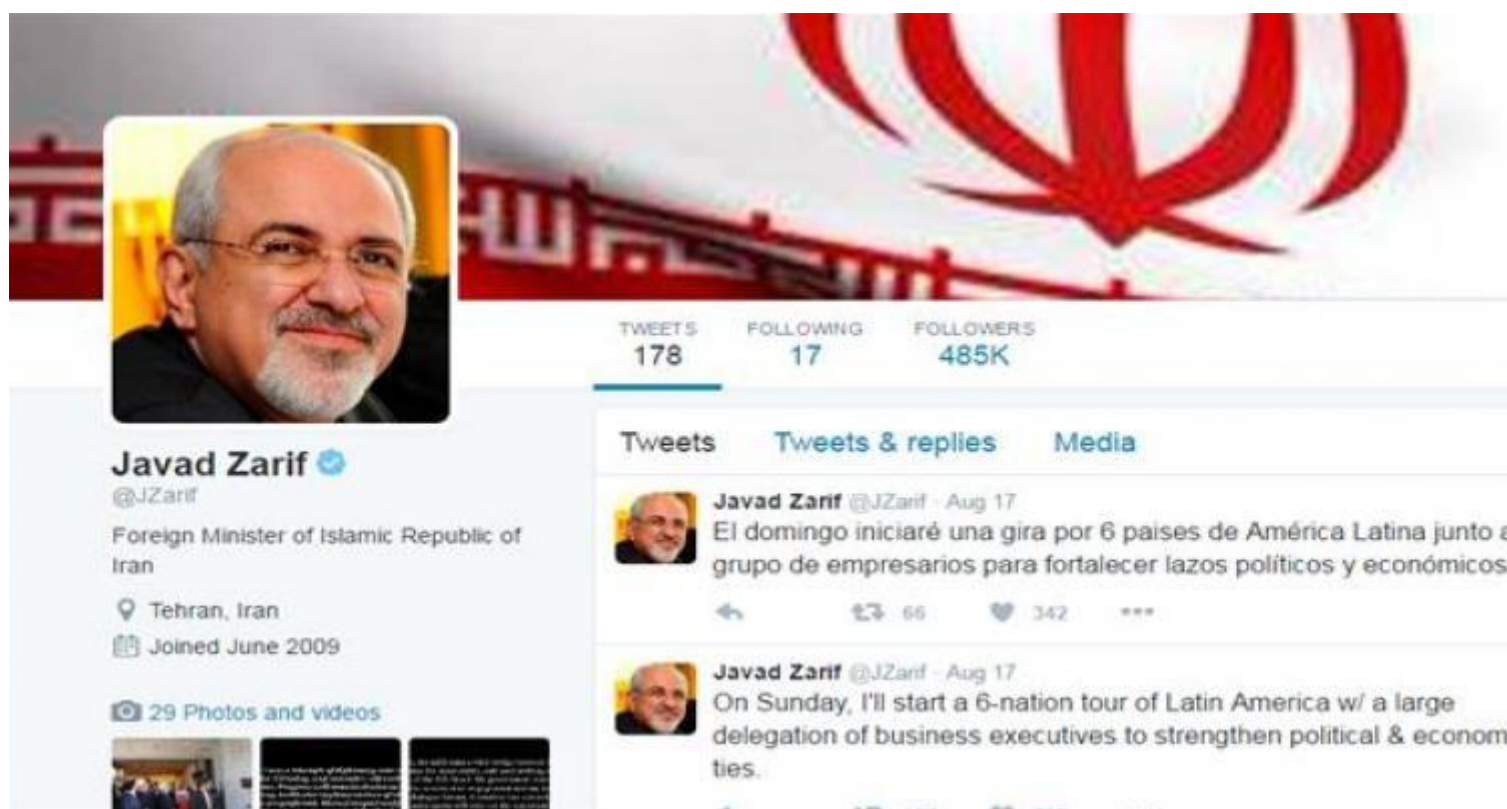 TWEETS FOLLOWING FOLLOWERS
178 17 485K
Tweets Tweets & replies Media
Javad Zarif
@JZarif
Foreign Minister of Islamic Republic of
Iran
Tehran, Iran
Joined June 2009
29 Photos and videos
Javad Zarif @JZarif · Aug 17
El domingo iniciaré una gira por 6 paises de América Latina junto a
grupo de empresarios para fortalecer lazos políticos y económicos
66 342
Javad Zarif @JZarif · Aug 17
On Sunday, I'll start a 6-nation tour of Latin America w/ a large
delegation of business executives to strengthen political & econom
ties.